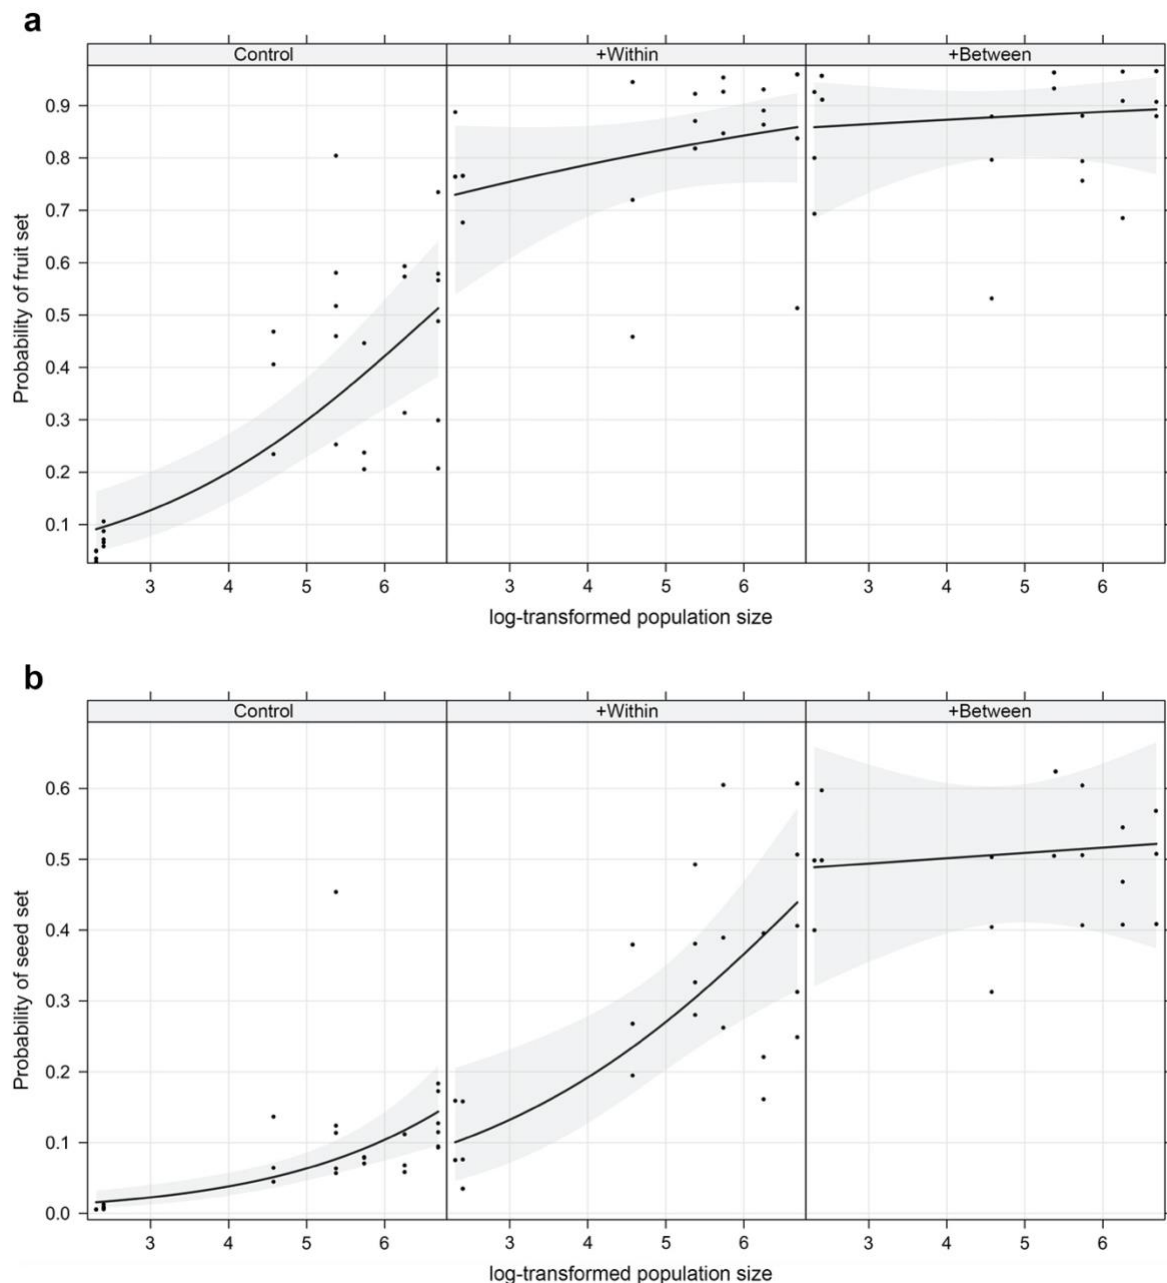 a
Control +Within +Between
0.9
0.8
0.7
0.6
0.5
0.4
0.3
0.2
0.1
Probability of fruit set
3 4 5 6 3 4 5 6 3 4 5 6
log-transformed population size
b
Control +Within +Between
0.6
0.5
0.4
0.3
0.2
0.1
0.0
Probability of seed set
3 4 5 6 3 4 5 6 3 4 5 6
log-transformed population size